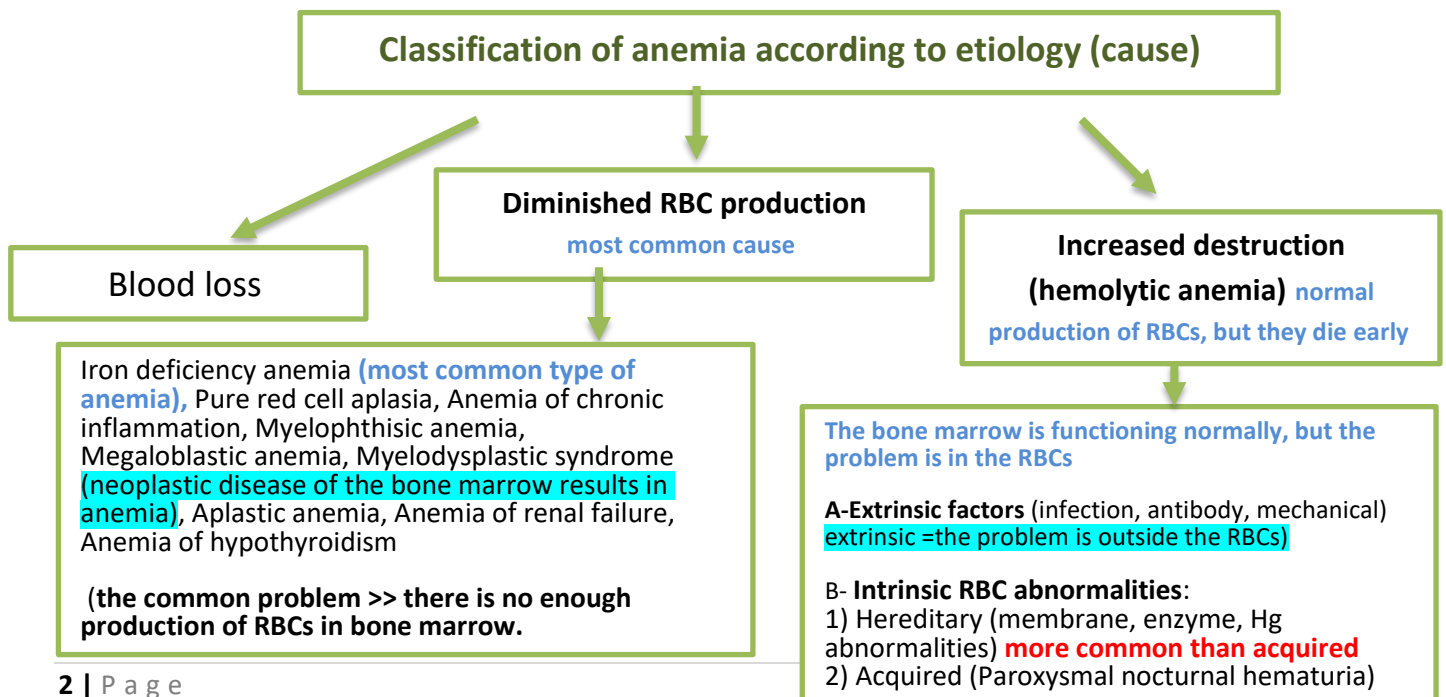 Classification of anemia according to etiology (cause)
Blood loss
Diminished RBC production
most common cause
Increased destruction
(hemolytic anemia) normal
production of RBCs, but they die early
Iron deficiency anemia (most common type of
anemia), Pure red cell aplasia, Anemia of chronic
inflammation, Myelophthisic anemia,
Megaloblastic anemia, Myelodysplastic syndrome
(neoplastic disease of the bone marrow results in
anemia), Aplastic anemia, Anemia of renal failure,
Anemia of hypothyroidism
(the common problem >> there is no enough
production of RBCs in bone marrow.
The bone marrow is functioning normally, but the
problem is in the RBCs
A-Extrinsic factors (infection, antibody, mechanical)
extrinsic =the problem is outside the RBCs)
B- Intrinsic RBC abnormalities:
1) Hereditary (membrane, enzyme, Hg
abnormalities) more common than acquired
2) Acquired (Paroxysmal nocturnal hematuria)
2 | P a g e